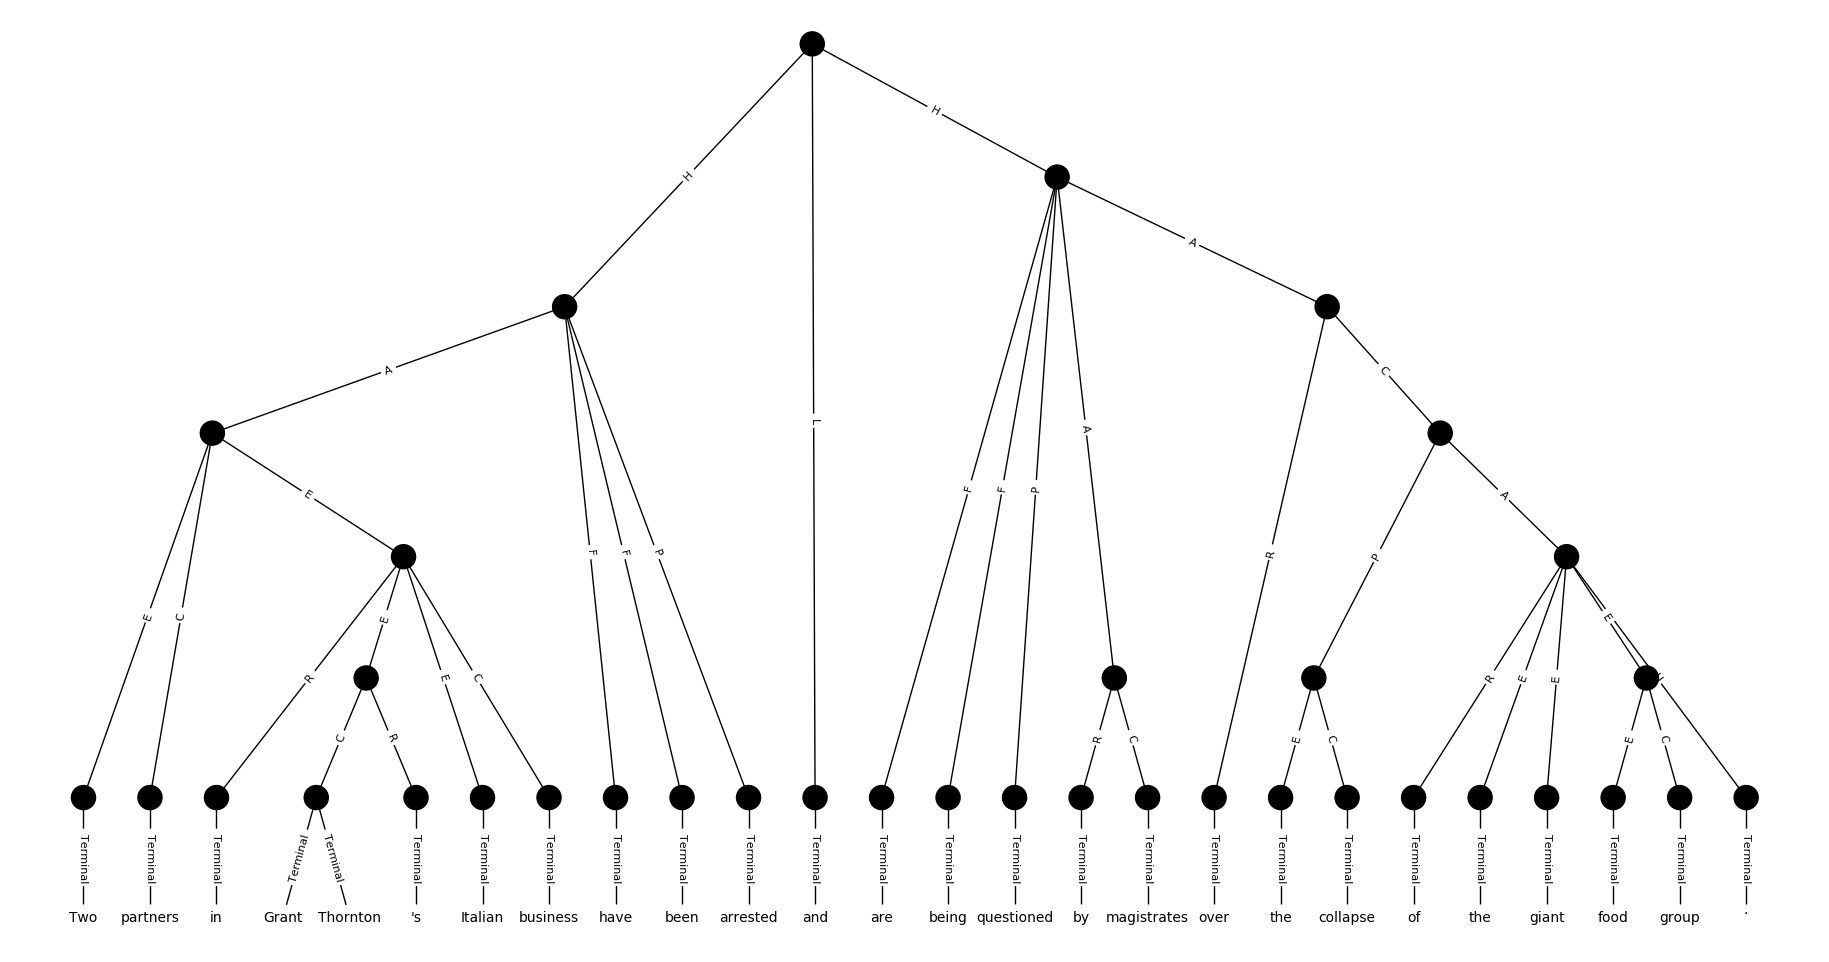 H
H
A
L
A
A
C
E
A
F
F
P
F
F
P
R
P
E
C
E
R
E
E
C
R
E
E
E
C
R
R
C
E
C
E
C
Terminal Terminal Terminal Terminal Terminal Terminal Terminal Terminal Terminal Terminal Terminal Terminal Terminal Terminal Terminal Terminal Terminal Terminal Terminal Terminal Terminal Terminal Terminal Terminal Terminal Terminal
Two partners in Grant Thornton 's Italian business have been arrested and are being questioned by magistrates over the collapse of the giant food group .